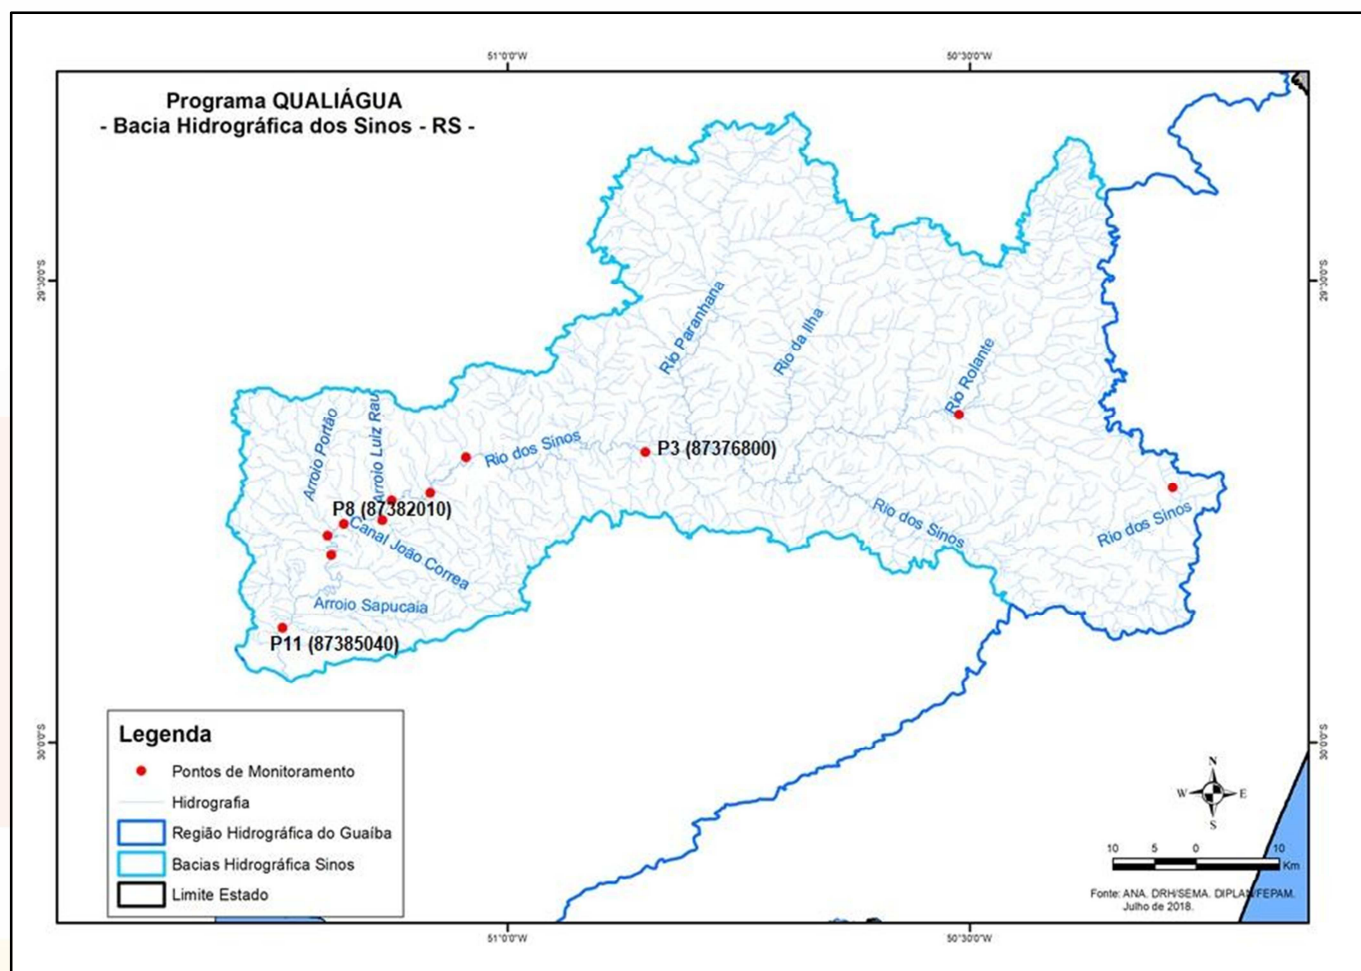 51°0'0"W
50°30'0"W
Programa QUALIÁGUA
- Bacia Hidrográfica dos Sinos - RS -
29°30'0"S
29°30'0"S
Rio Paranhana
Rio da Ilha
Rio Rolante
Arroio Portão
Arroio Luiz Rau
Rio dos Sinos
P3 (87376800)
P8 (87382010)
Canal João Correa
Rio dos Sinos
Rio dos Sinos
Arroio Sapucaia
P11 (87385040)
Legenda
Pontos de Monitoramento
Hidrografia
Região Hidrográfica do Guaíba
Bacias Hidrográfica Sinos
Limite Estado
30°0'0"S
30°0'0"S
N
W
E
S
10 5 0 10
Km
Fonte: ANA. DRH/SEMA. DIPLAN/FEPAM.
Julho de 2018.
51°0'0"W
50°30'0"W